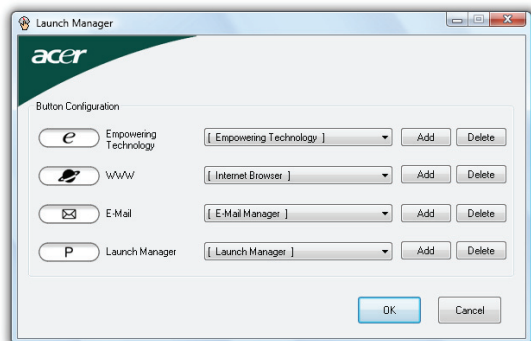 Launch Manager
acer
Button Configuration
e Empowering Technology [ Empowering Technology ] Add Delete
WWW [ Internet Browser ] Add Delete
E-Mail [ E-Mail Manager ] Add Delete
P Launch Manager [ Launch Manager ] Add Delete
OK Cancel